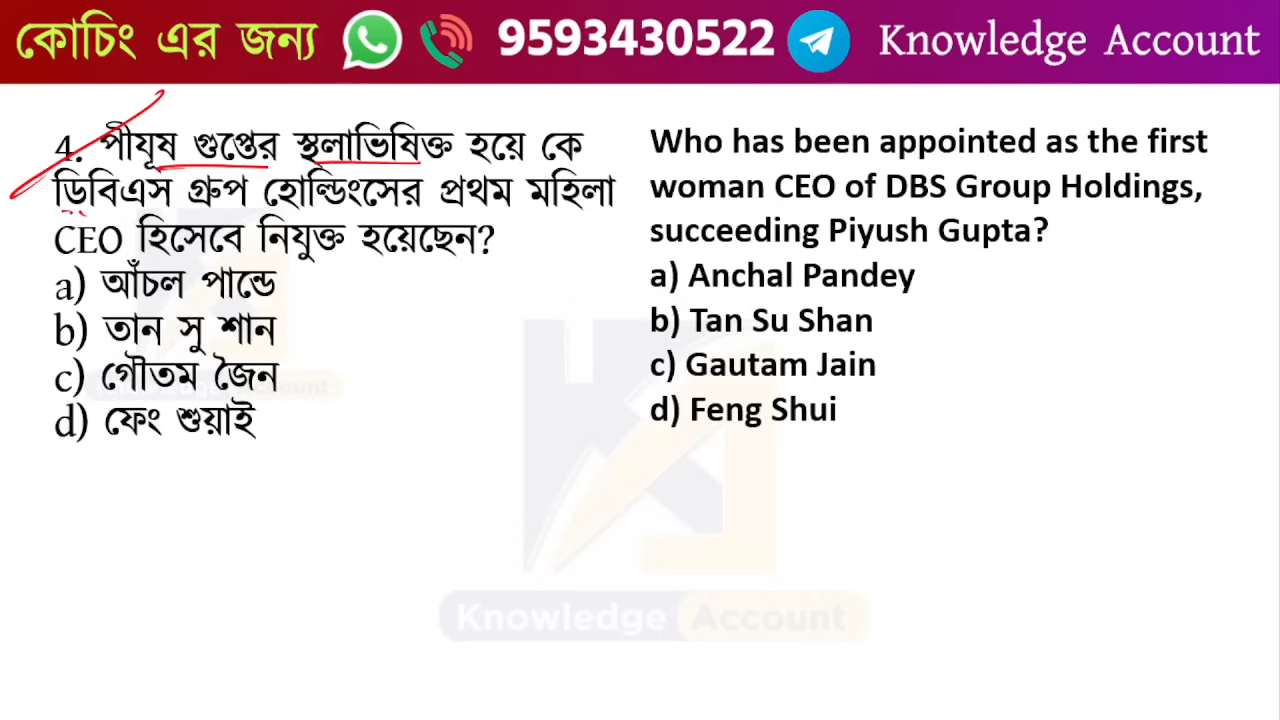 কোচিং এর জন্য 9593430522 Knowledge Account
4. পীযূষ গুপ্তের স্থলাভিষিক্ত হয়ে কে
ডিবিএস গ্রুপ হোল্ডিংসের প্রথম মহিলা
CEO হিসেবে নিযুক্ত হয়েছেন?
a) আঁচল পান্ডে
b) তান সু শান
c) গৌতম জৈন
d) ফেং শুয়াই
Who has been appointed as the first
woman CEO of DBS Group Holdings,
succeeding Piyush Gupta?
a) Anchal Pandey
b) Tan Su Shan
c) Gautam Jain
d) Feng Shui
Knowledge Account
Knowledge Account